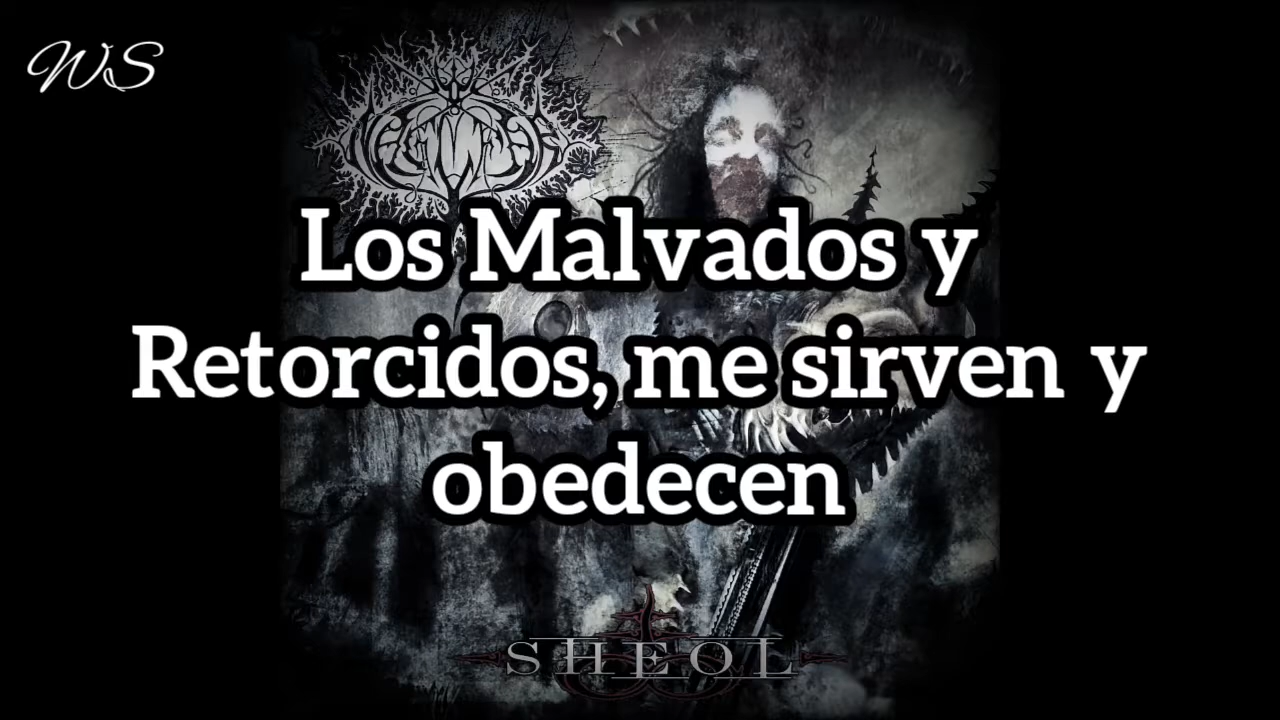 WS
Los Malvados y
Retorcidos, me sirven y
obedecen
SHEOL